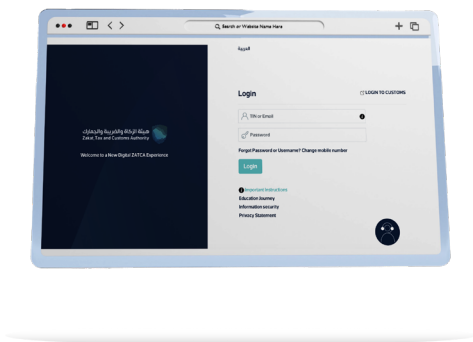 Search or Website Name Here
العربية
Login
LOGIN TO CUSTOMS
TIN or Email
Password
Forgot Password or Username? Change mobile number
Login
Important Instructions
Education Journey
Information security
Privacy Statement
هيئة الزكاة والضريبة والجمارك
Zakat, Tax and Customs Authority
Welcome to a New Digital ZATCA Experience